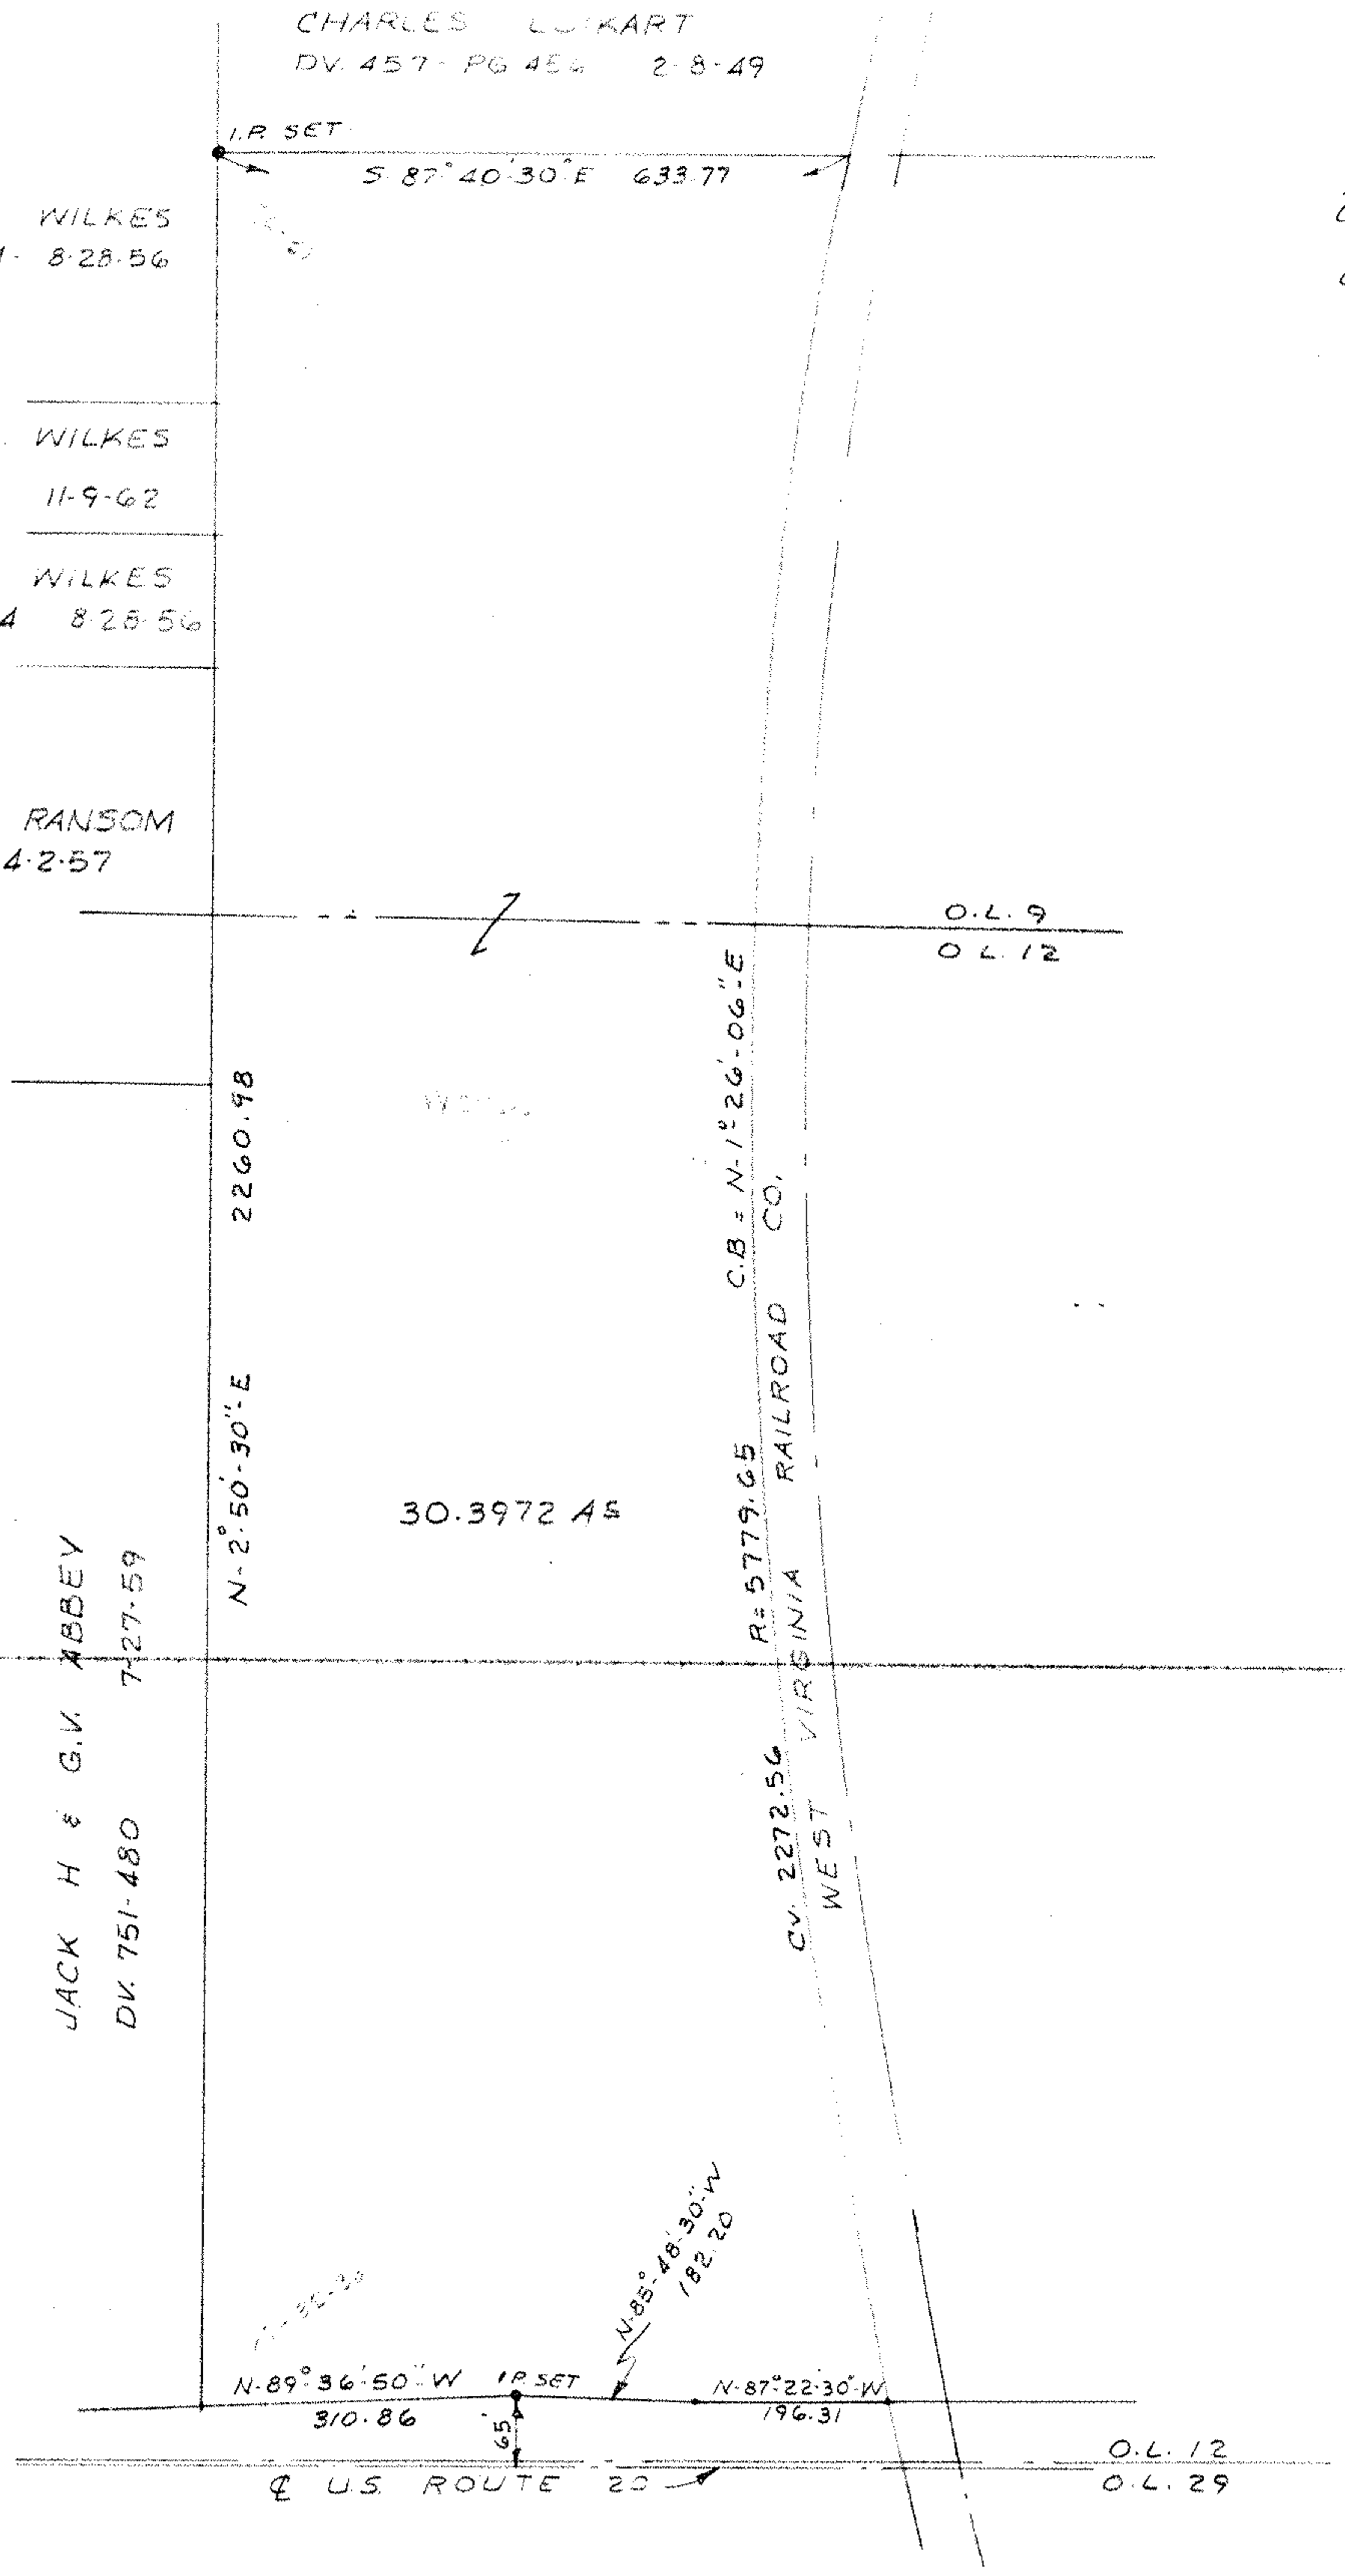 CHARLES
DV. 457 - PG 456 2-8-49
I.P. SET
S 87° 40' 30" E 633.77
WILKES
8-28-56
WILKES
11-9-62
WILKES
4 8-28-56
RANSOM
4-2-57
O.L. 9
O.L. 12
C.B = N-1°-26'-06"-E
R=5779.65
CV. 2272.56
WEST VIRGINIA RAILROAD CO.
N-2°-50'-30"-E 2260.98
30.3972 AS
JACK H & G.V. ABBEY
DV. 751-480 7-27-59
N-85°-48'-30"-W
182.20
N-89°36'50"W
310.86
I.P. SET
65
N-87°-22'-30"-W
196.31
O.L. 12
O.L. 29
℄ U.S. ROUTE 20